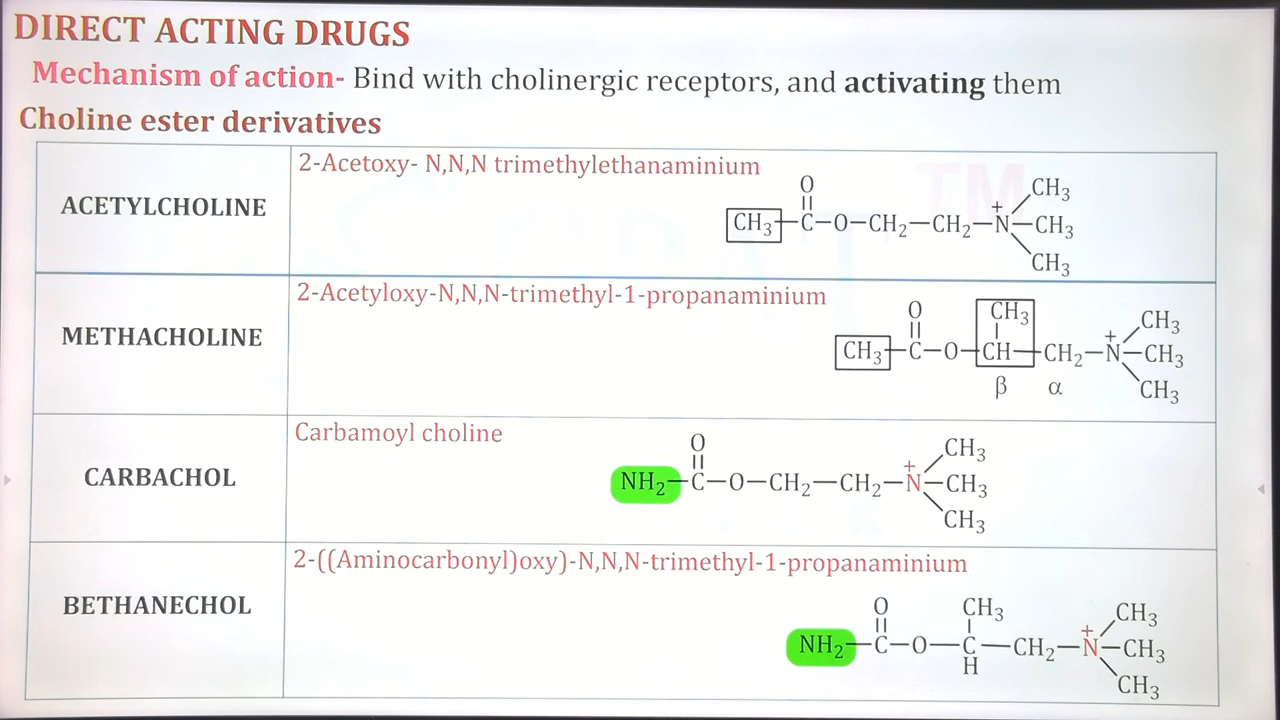 DIRECT ACTING DRUGS
Mechanism of action- Bind with cholinergic receptors, and activating them
Choline ester derivatives
ACETYLCHOLINE
2-Acetoxy- N,N,N trimethylethanaminium
O
CH₃
CH₃–C–O–CH₂–CH₂–N⁺–CH₃
CH₃
METHACHOLINE
2-Acetyloxy-N,N,N-trimethyl-1-propanaminium
O CH₃ CH₃
CH₃–C–O–CH–CH₂–N⁺–CH₃
β α CH₃
CARBACHOL
Carbamoyl choline
O CH₃
NH₂–C–O–CH₂–CH₂–N⁺–CH₃
CH₃
BETHANECHOL
2-((Aminocarbonyl)oxy)-N,N,N-trimethyl-1-propanaminium
O CH₃ CH₃
NH₂–C–O–C–CH₂–N⁺–CH₃
H CH₃